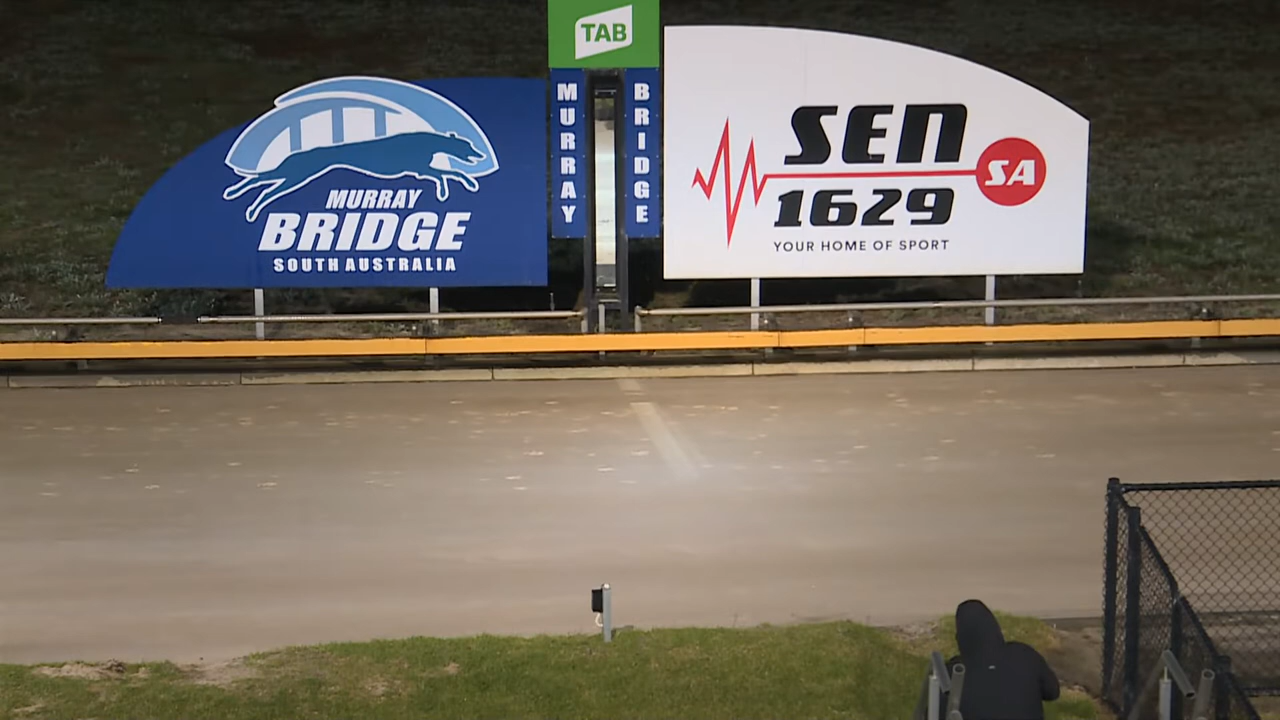 TAB
MURRAY
BRIDGE
SOUTH AUSTRALIA
MURRAY
BRIDGE
SEN
SA
1629
YOUR HOME OF SPORT